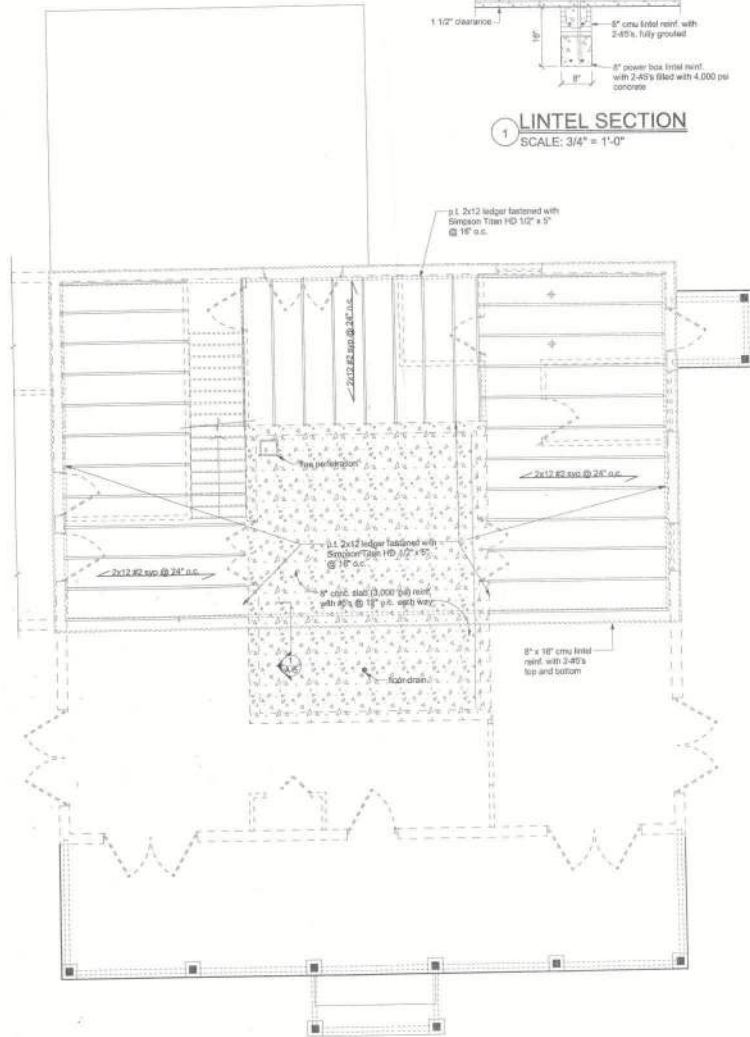 1 1/2" clearance
16"
8"
8" cmu lintel reinf. with
2-#5's, fully grouted
8" power box lintel reinf.
with 2-#5's filled with 4,000 psi
concrete
1
LINTEL SECTION
SCALE: 3/4" = 1'-0"
p.t. 2x12 ledger fastened with
Simpson Titan HD 1/2" x 5"
@ 16" o.c.
2x12 #2 syp @ 24" o.c.
flue penetration
2x12 #2 syp @ 24" o.c.
p.t. 2x12 ledger fastened with
Simpson Titan HD 1/2" x 5"
@ 16" o.c.
2x12 #2 syp @ 24" o.c.
8" conc. slab (3,000 psi) reinf.
with #5's @ 12" o.c. each way
8" x 16" cmu lintel
reinf. with 2-#5's
top and bottom
1
floor drain